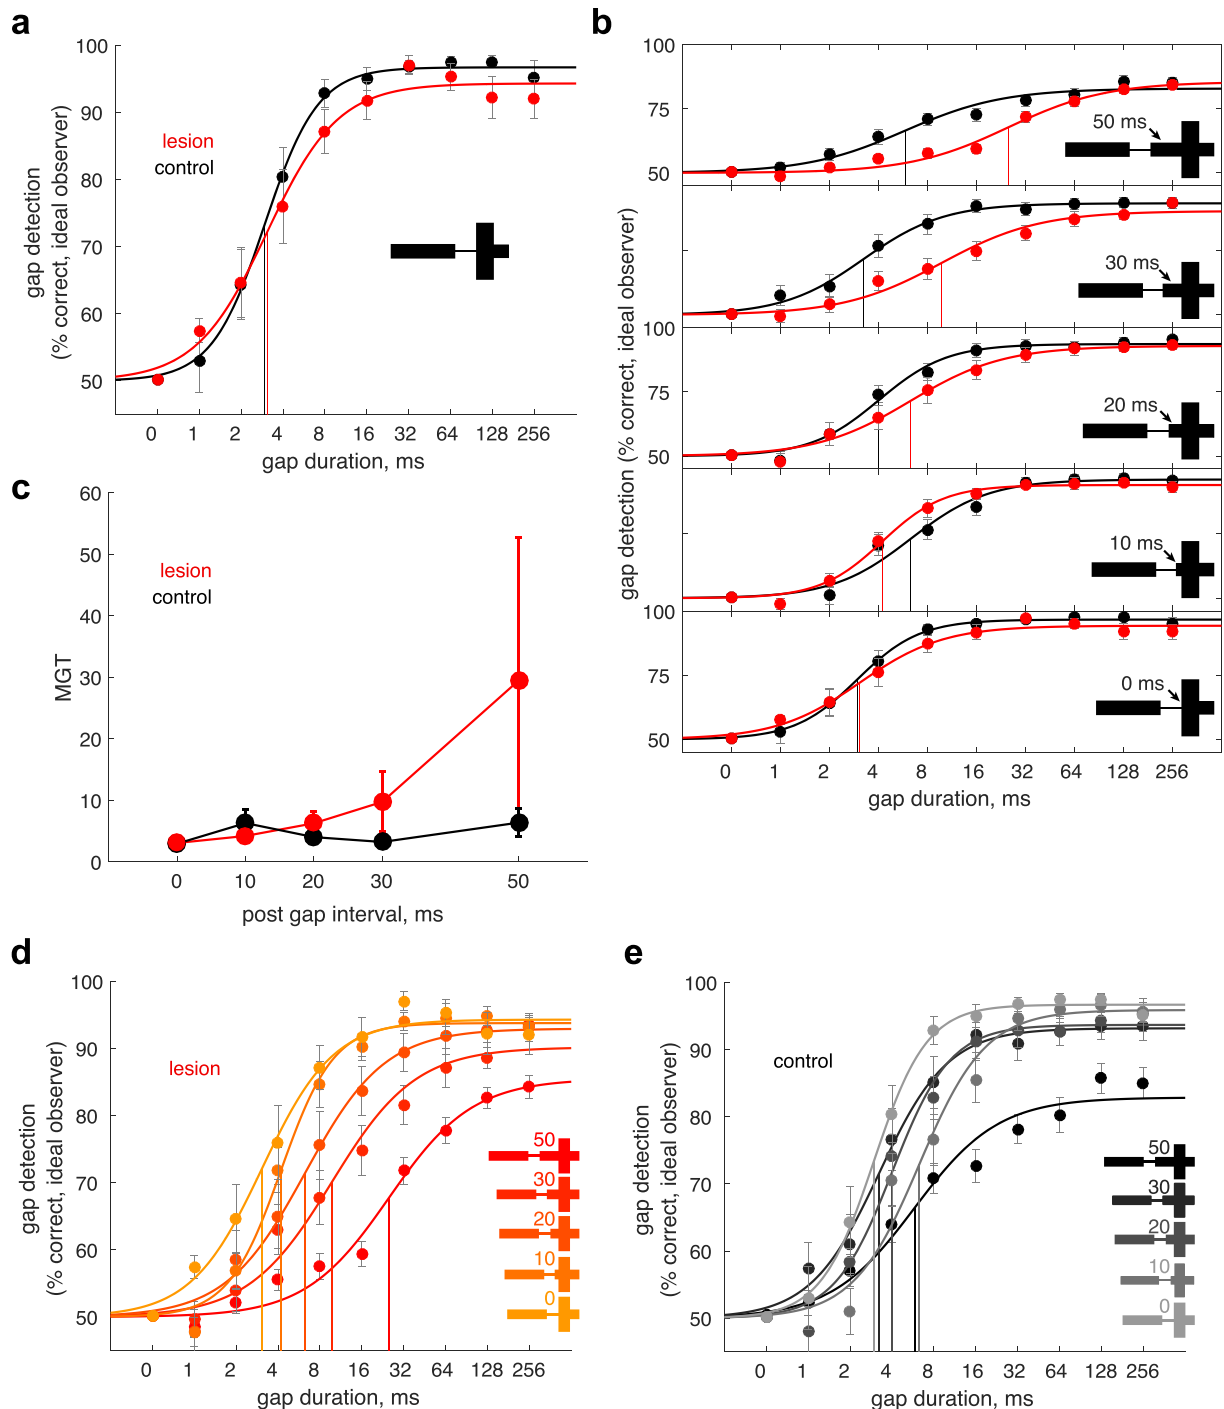 a
100
90
80
70
60
50
gap detection
(% correct, ideal observer)
lesion
control
0 1 2 4 8 16 32 64 128 256
gap duration, ms
b
100
75
50
50 ms
30 ms
100
75
50
20 ms
10 ms
100
75
50
0 ms
gap detection (% correct, ideal observer)
0 1 2 4 8 16 32 64 128 256
gap duration, ms
c
60
50
40
30
20
10
0
MGT
lesion
control
0 10 20 30 50
post gap interval, ms
d
100
90
80
70
60
50
gap detection
(% correct, ideal observer)
lesion
50
30
20
10
0
0 1 2 4 8 16 32 64 128 256
gap duration, ms
e
100
90
80
70
60
50
gap detection
(% correct, ideal observer)
control
50
30
20
10
0
0 1 2 4 8 16 32 64 128 256
gap duration, ms